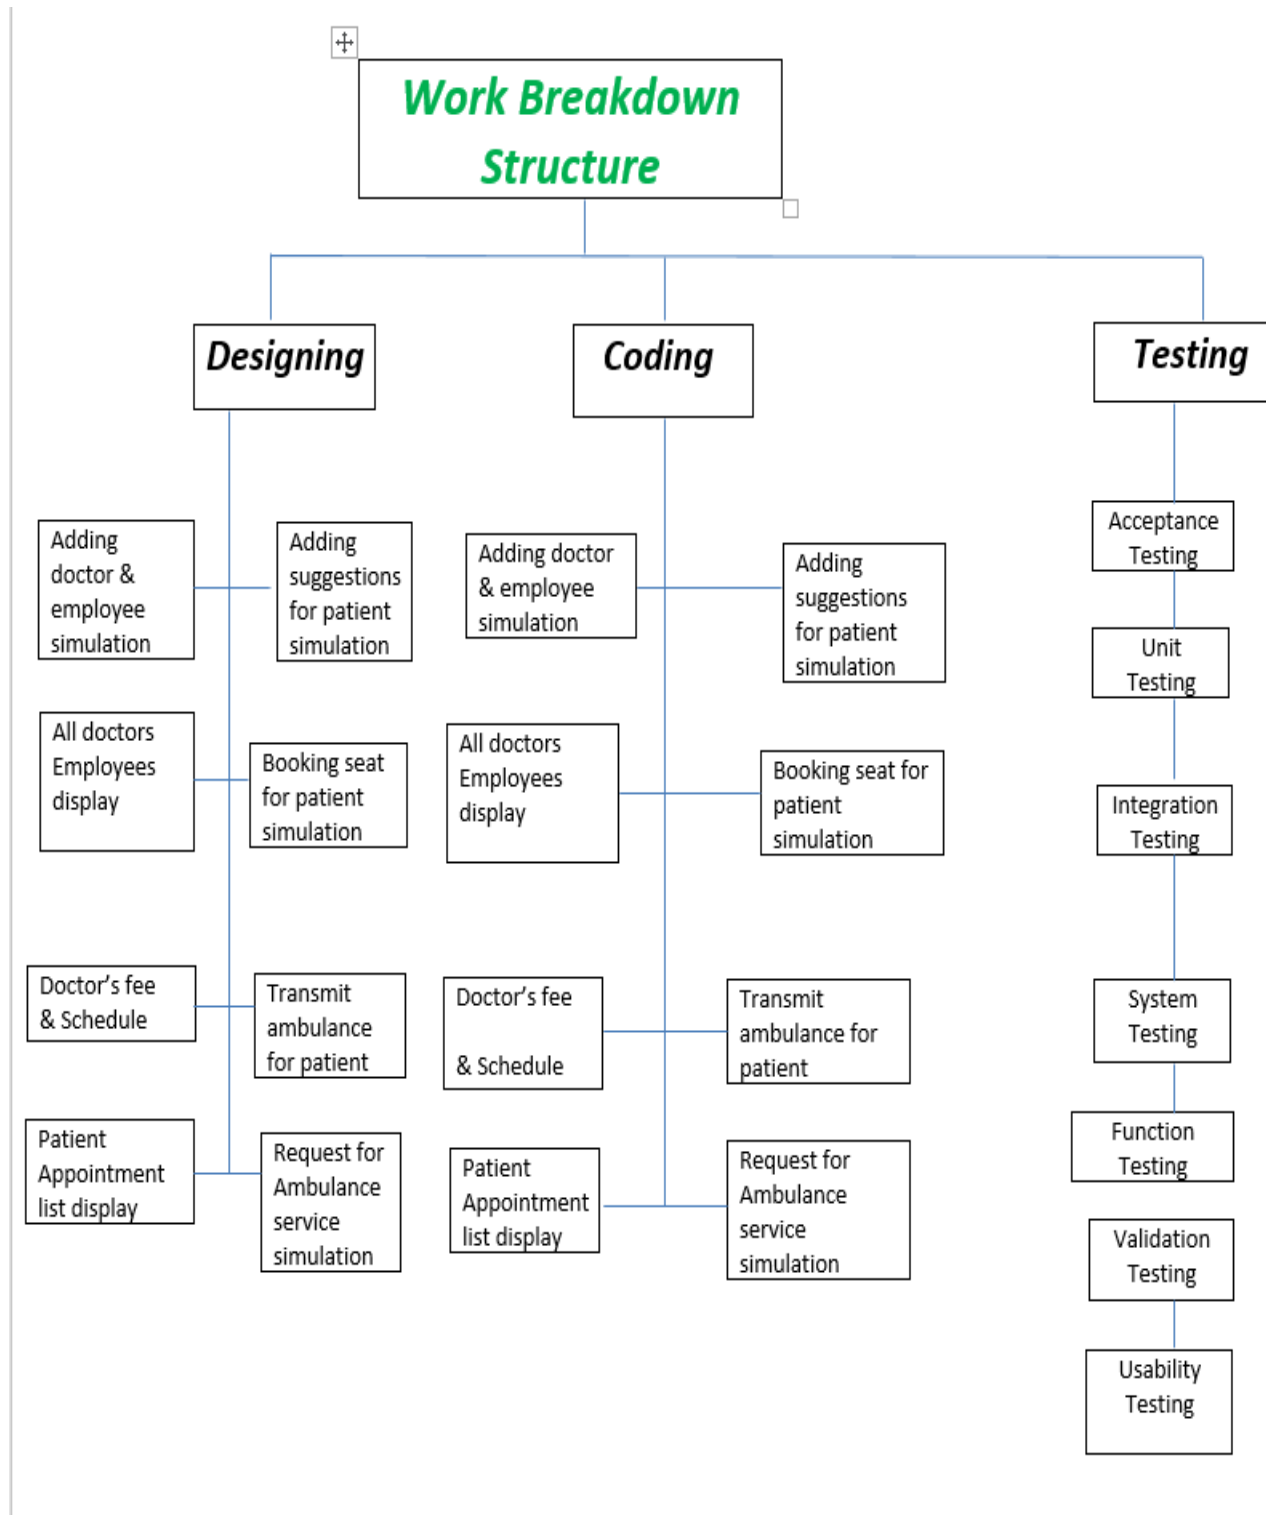 Work Breakdown
Structure
Designing
Coding
Testing
Adding
doctor &
employee
simulation
Adding
suggestions
for patient
simulation
All doctors
Employees
display
Booking seat
for patient
simulation
Doctor's fee
& Schedule
Transmit
ambulance
for patient
Patient
Appointment
list display
Request for
Ambulance
service
simulation
Adding doctor
& employee
simulation
Adding
suggestions
for patient
simulation
All doctors
Employees
display
Booking seat for
patient
simulation
Doctor's fee
& Schedule
Transmit
ambulance for
patient
Patient
Appointment
list display
Request for
Ambulance
service
simulation
Acceptance
Testing
Unit
Testing
Integration
Testing
System
Testing
Function
Testing
Validation
Testing
Usability
Testing